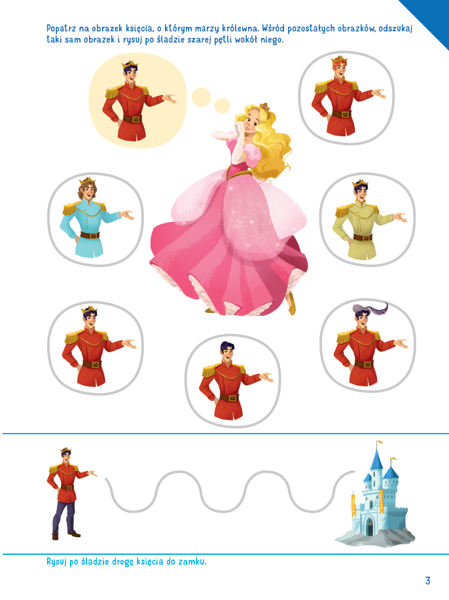 Popatrz na obrazek księcia, o którym marzy królewna. Wśród pozostałych obrazków, odszukaj
taki sam obrazek i rysuj po śladzie szarej pętli wokół niego.
Rysuj po śladzie drogę księcia do zamku.
3